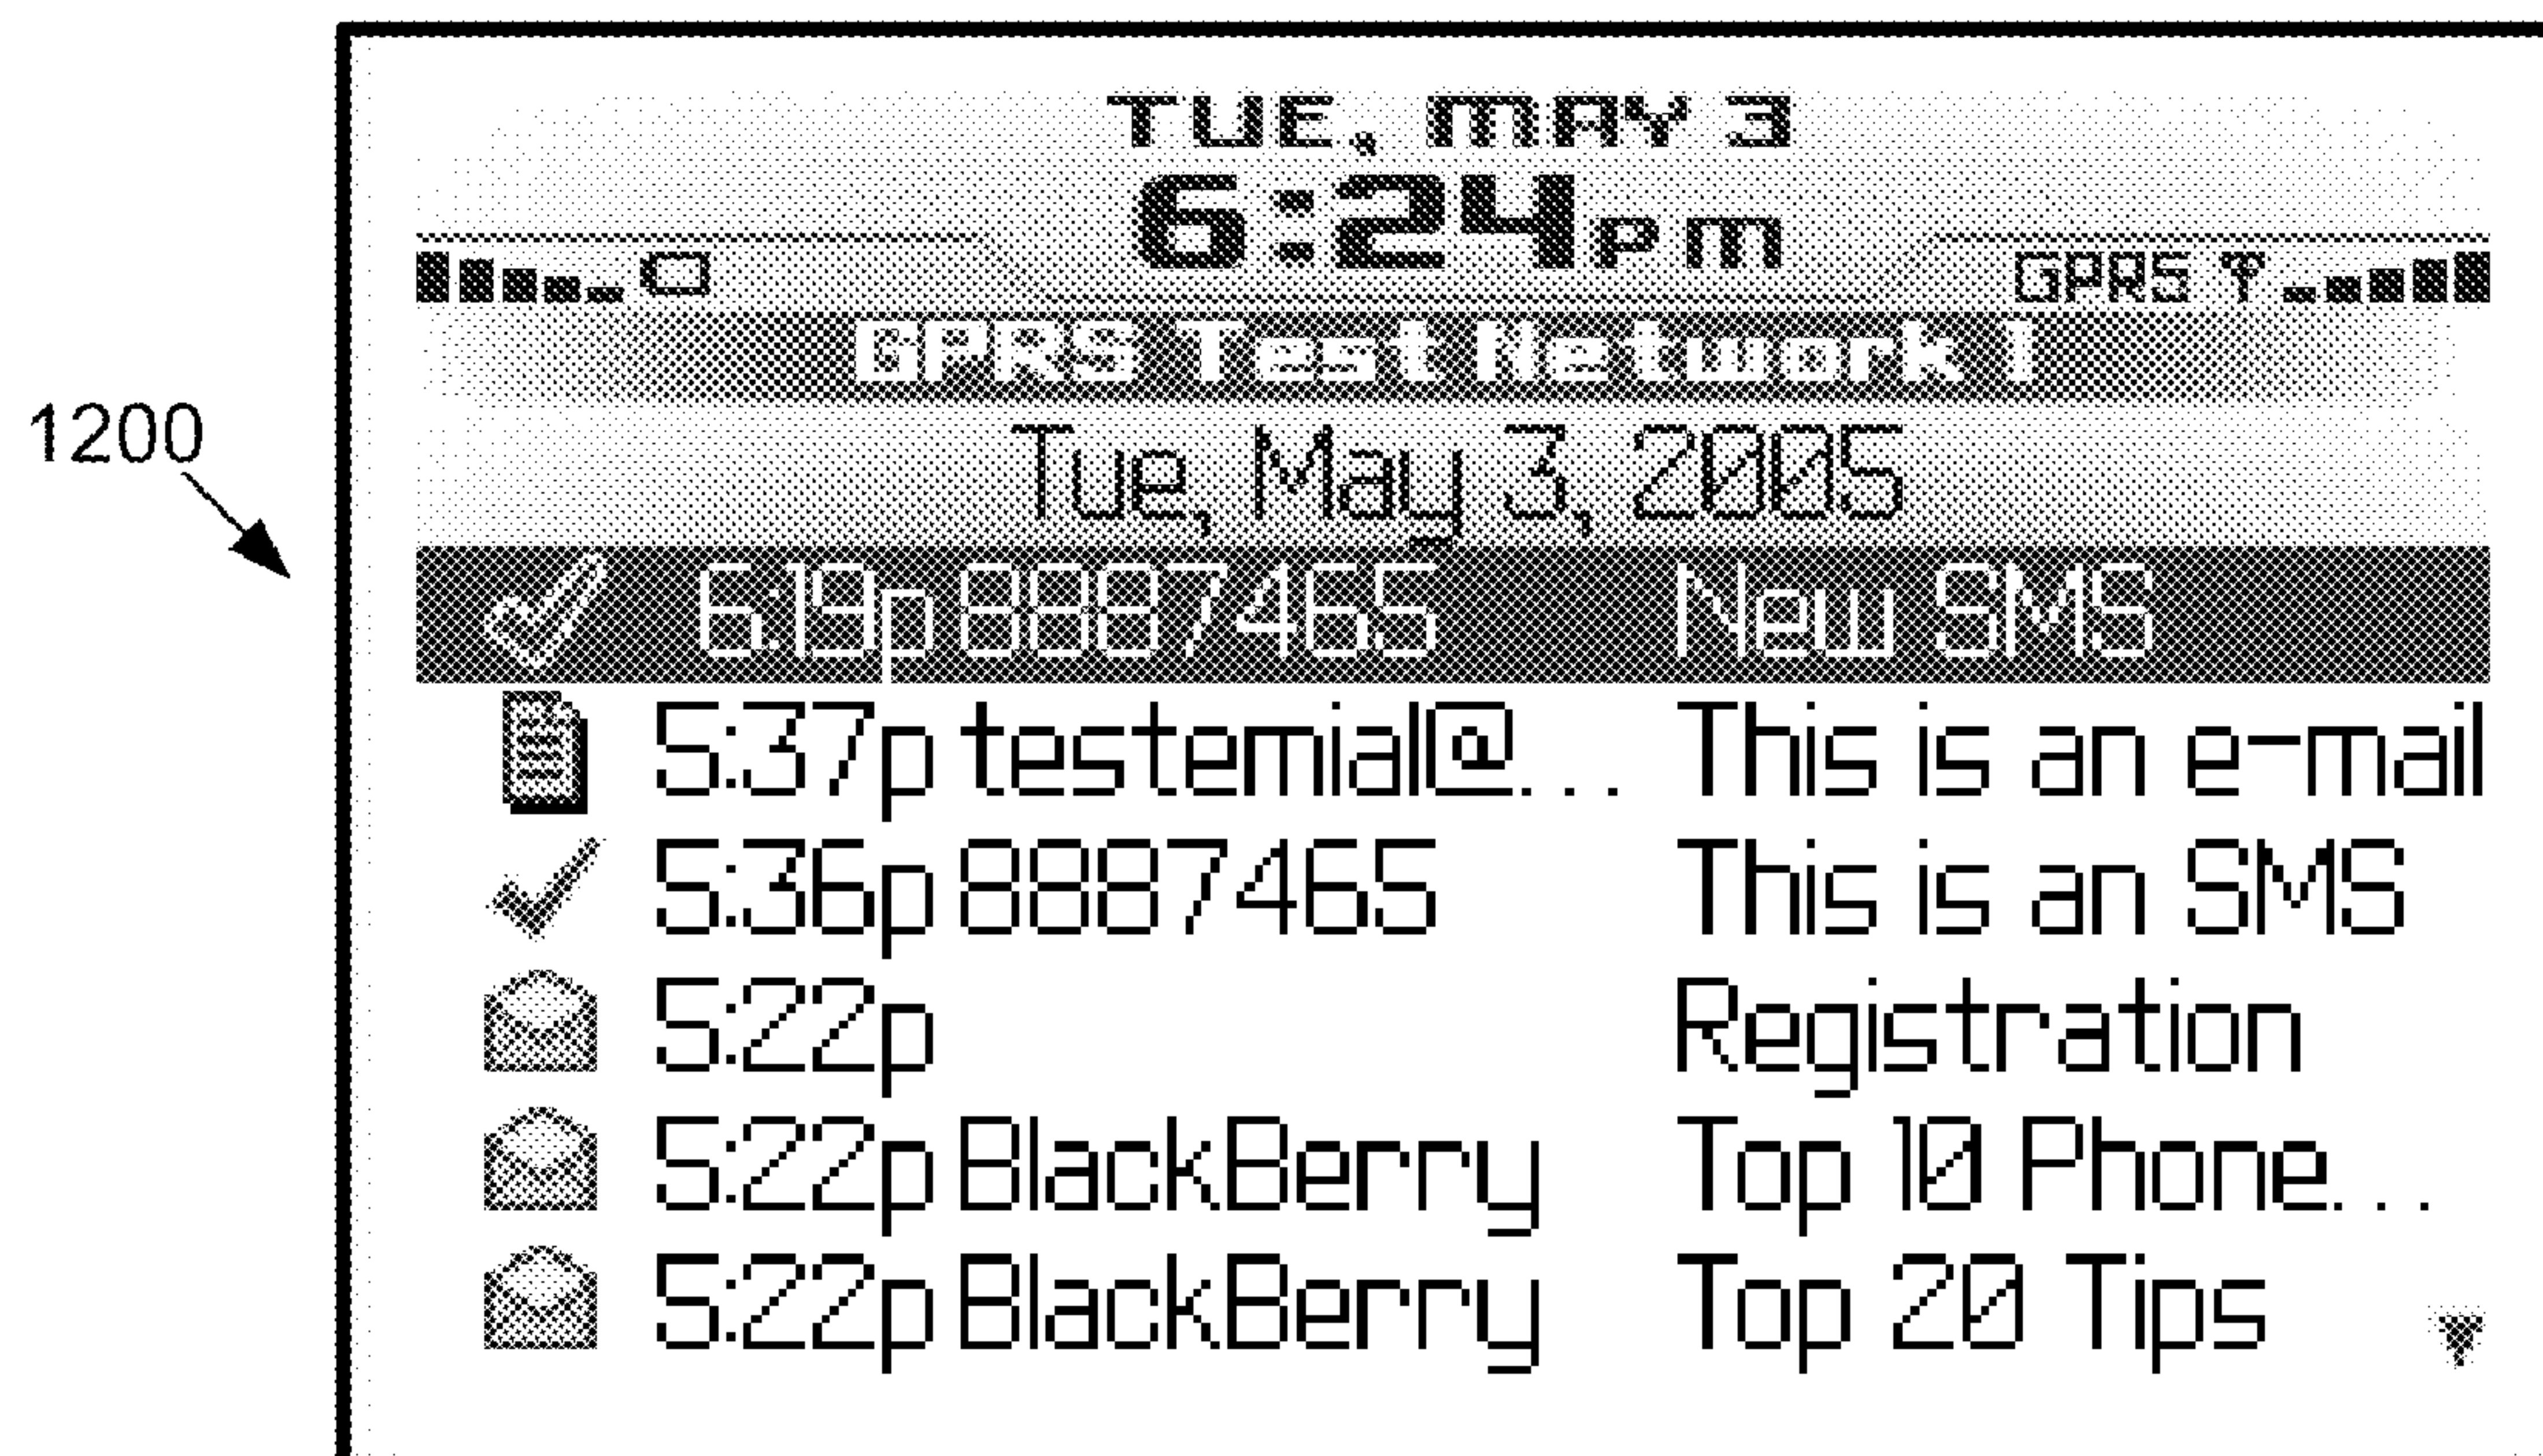 TUE, MAY 3
6:24pm
GPRS
GPRS Test Network 1
1200
Tue, May 3, 2005
6:19p 8887465 New SMS
5:37p testemial@... This is an e-mail
5:36p 8887465 This is an SMS
5:22p Registration
5:22p BlackBerry Top 10 Phone...
5:22p BlackBerry Top 20 Tips